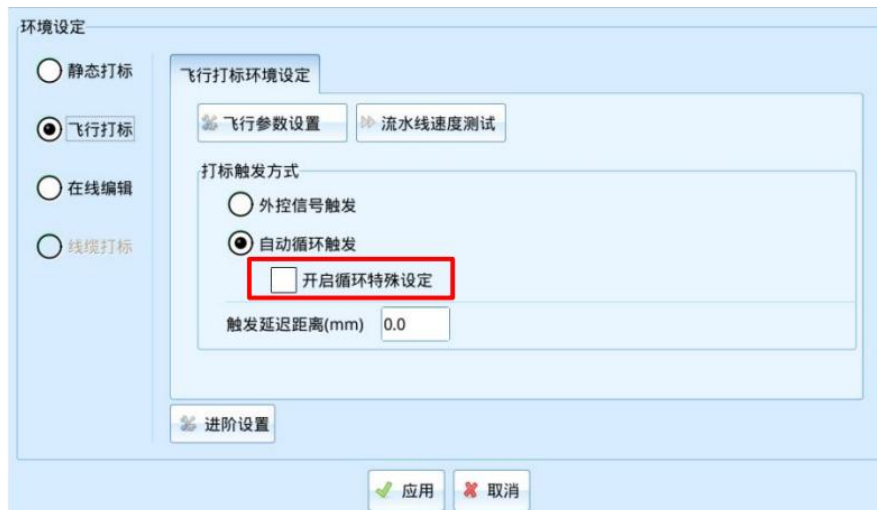 环境设定
静态打标
飞行打标
在线编辑
线缆打标
飞行打标环境设定
飞行参数设置 流水线速度测试
打标触发方式
外控信号触发
自动循环触发
开启循环特殊设定
触发延迟距离(mm) 0.0
进阶设置
应用 取消